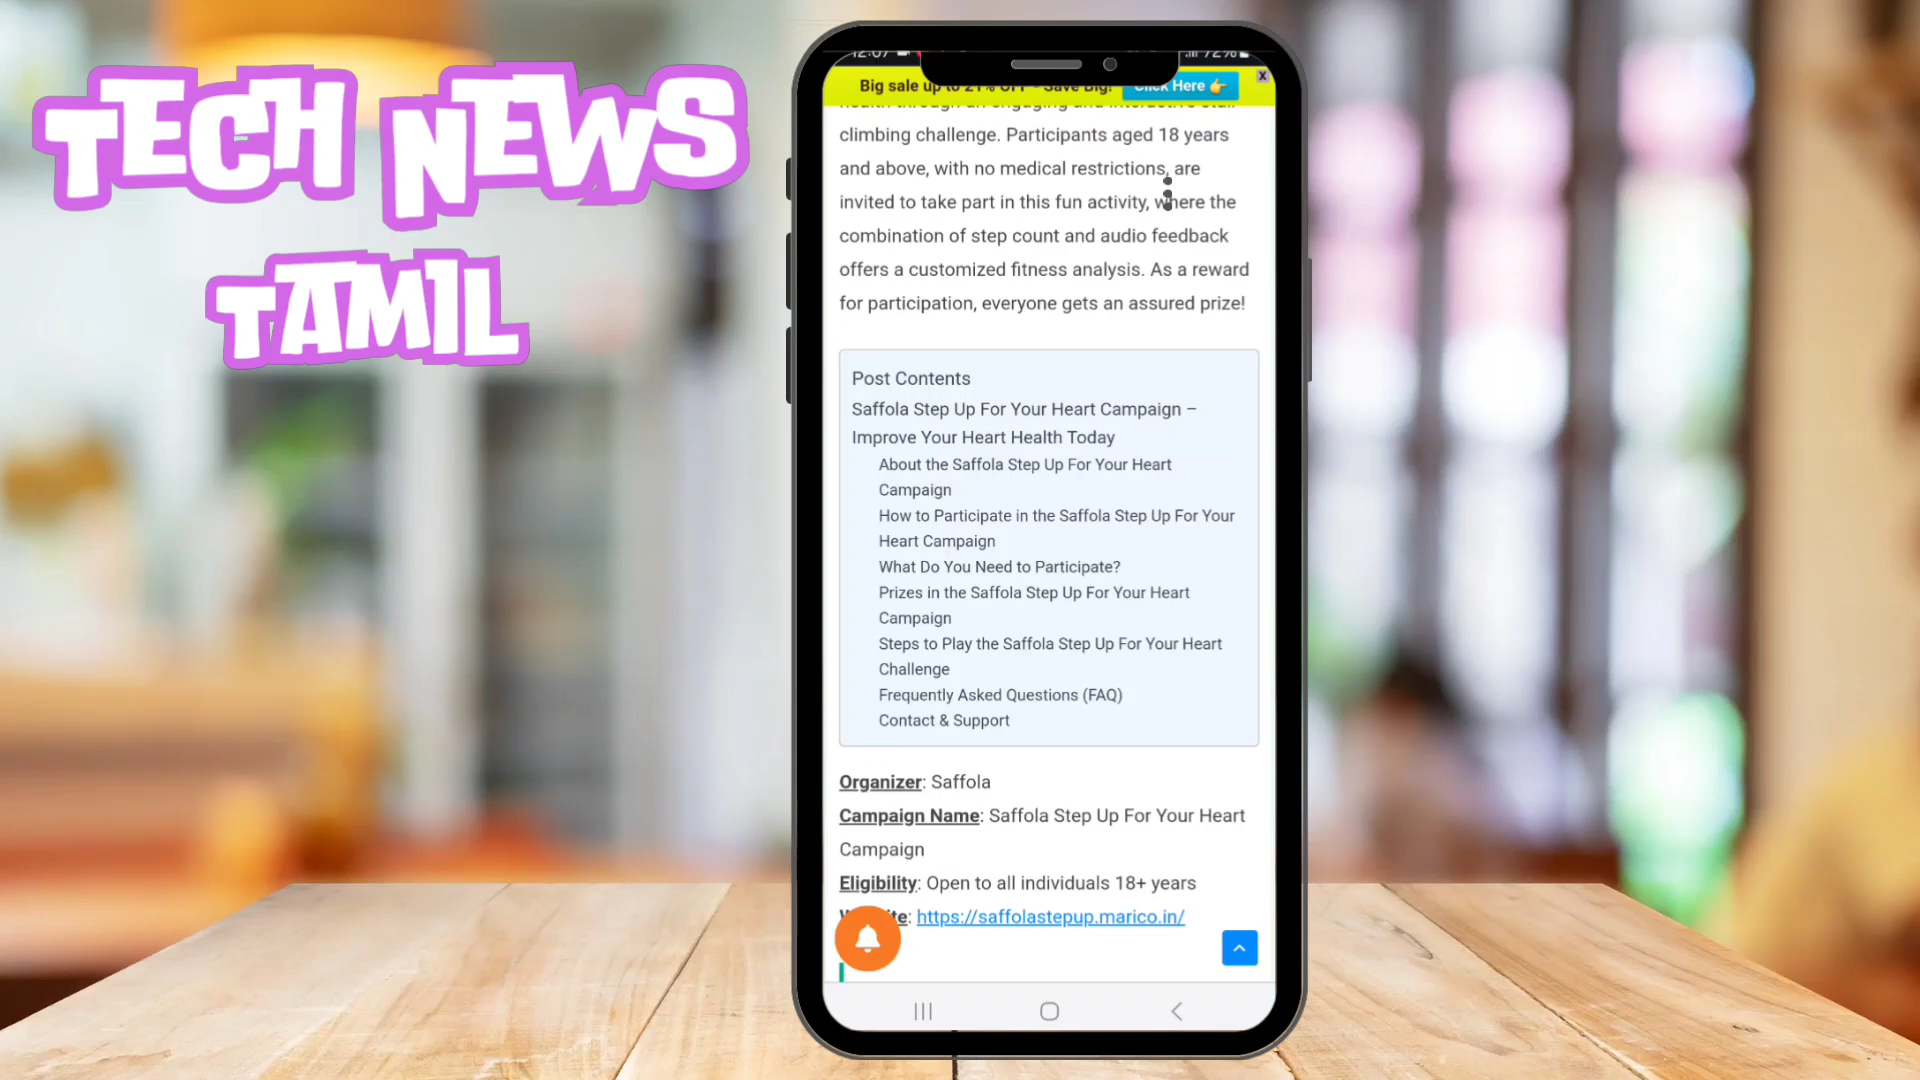 TECH NEWS
TAMIL
Big sale up to 21% OFF - Save Big!
Click Here
climbing challenge. Participants aged 18 years
and above, with no medical restrictions, are
invited to take part in this fun activity, where the
combination of step count and audio feedback
offers a customized fitness analysis. As a reward
for participation, everyone gets an assured prize!
Post Contents
Saffola Step Up For Your Heart Campaign –
Improve Your Heart Health Today
About the Saffola Step Up For Your Heart
Campaign
How to Participate in the Saffola Step Up For Your
Heart Campaign
What Do You Need to Participate?
Prizes in the Saffola Step Up For Your Heart
Campaign
Steps to Play the Saffola Step Up For Your Heart
Challenge
Frequently Asked Questions (FAQ)
Contact & Support
Organizer: Saffola
Campaign Name: Saffola Step Up For Your Heart
Campaign
Eligibility: Open to all individuals 18+ years
https://saffolastepup.marico.in/